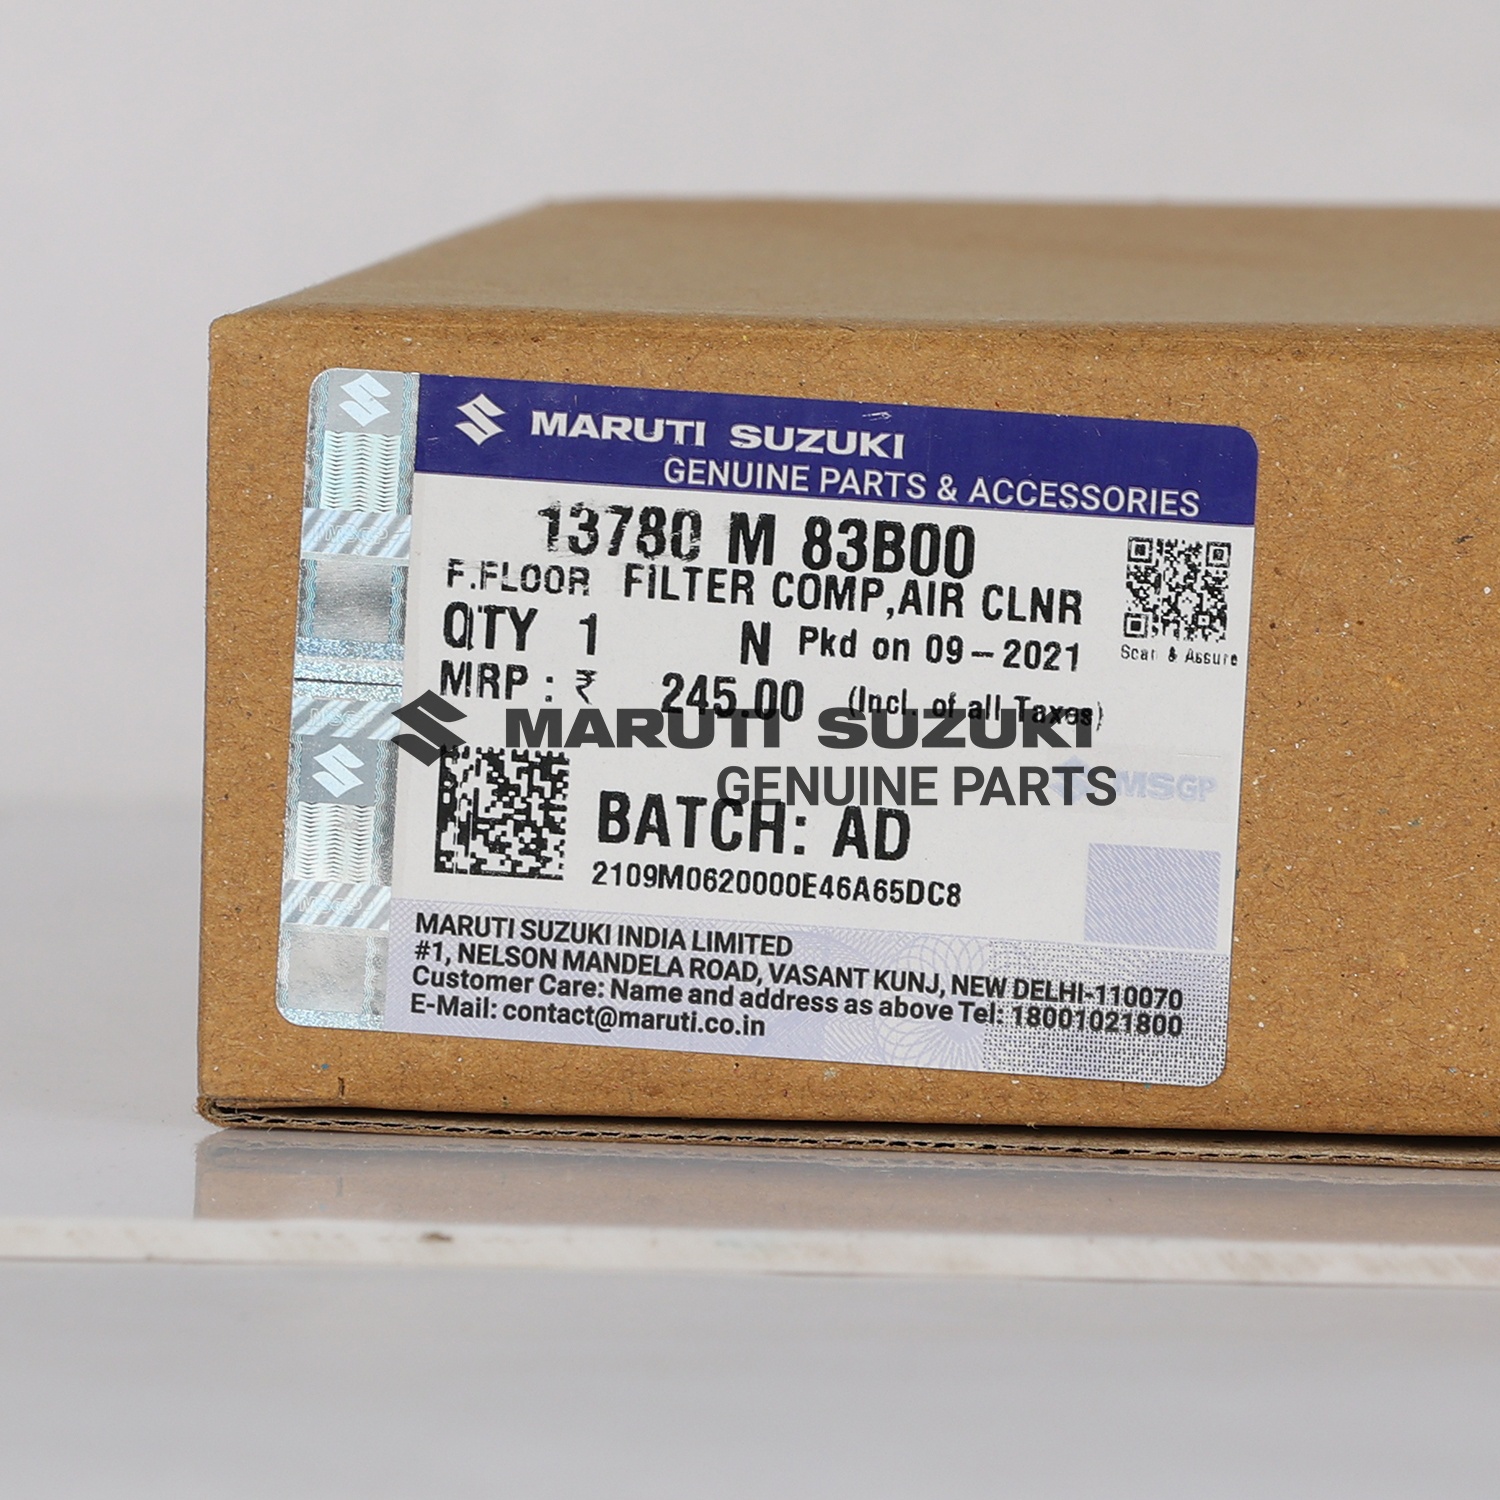 MARUTI SUZUKI
GENUINE PARTS & ACCESSORIES
13780 M 83B00
F.FLOOR FILTER COMP,AIR CLNR
QTY 1 N Pkd on 09-2021
Scan & Assure
MRP : ₹ 245.00 (Incl. of all Taxes)
MARUTI SUZUKI
GENUINE PARTS
MSGP
BATCH: AD
2109M0620000E46A65DC8
MARUTI SUZUKI INDIA LIMITED
#1, NELSON MANDELA ROAD, VASANT KUNJ, NEW DELHI-110070
Customer Care: Name and address as above Tel: 18001021800
E-Mail: contact@maruti.co.in
MSGP
MSGP
MSGP